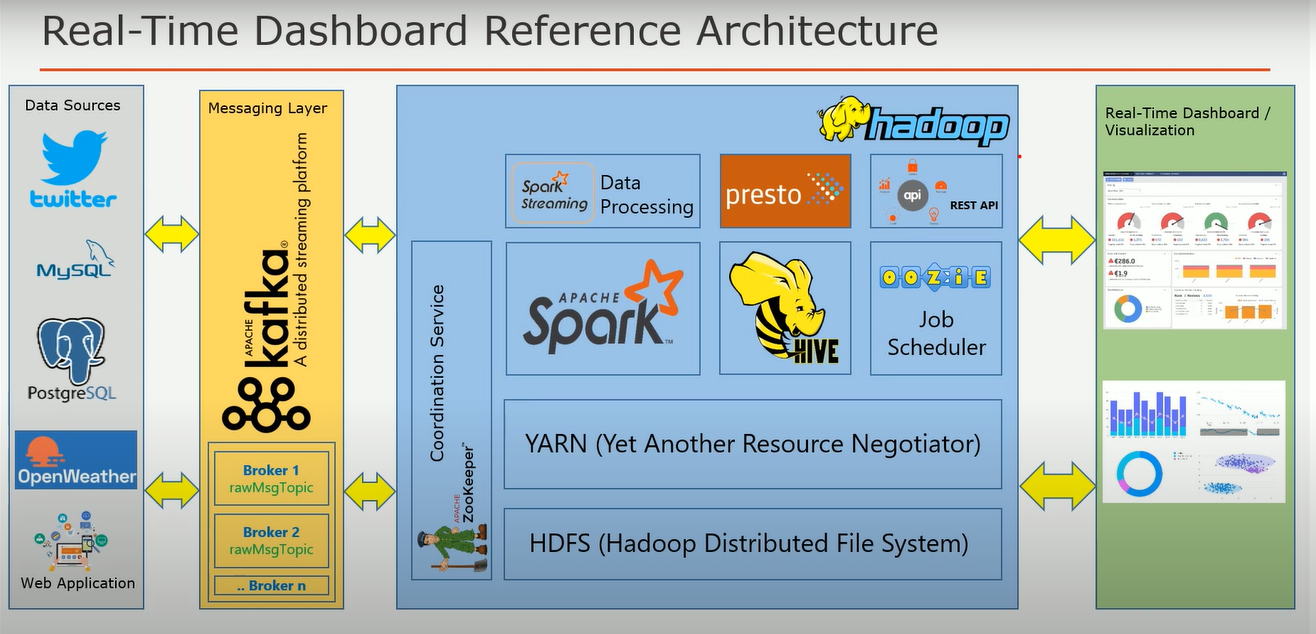 Real-Time Dashboard Reference Architecture
Data Sources
twitter
MySQL
PostgreSQL
OpenWeather
Web Application
Messaging Layer
APACHE
kafka®
A distributed streaming platform
Broker 1
rawMsgTopic
Broker 2
rawMsgTopic
.. Broker n
hadoop
Coordination Service
APACHE
ZooKeeper™
Spark
Streaming
Data
Processing
presto
api
REST API
APACHE
Spark™
HIVE
OOZIE
Job
Scheduler
YARN (Yet Another Resource Negotiator)
HDFS (Hadoop Distributed File System)
Real-Time Dashboard /
Visualization
€286.0
€1.9